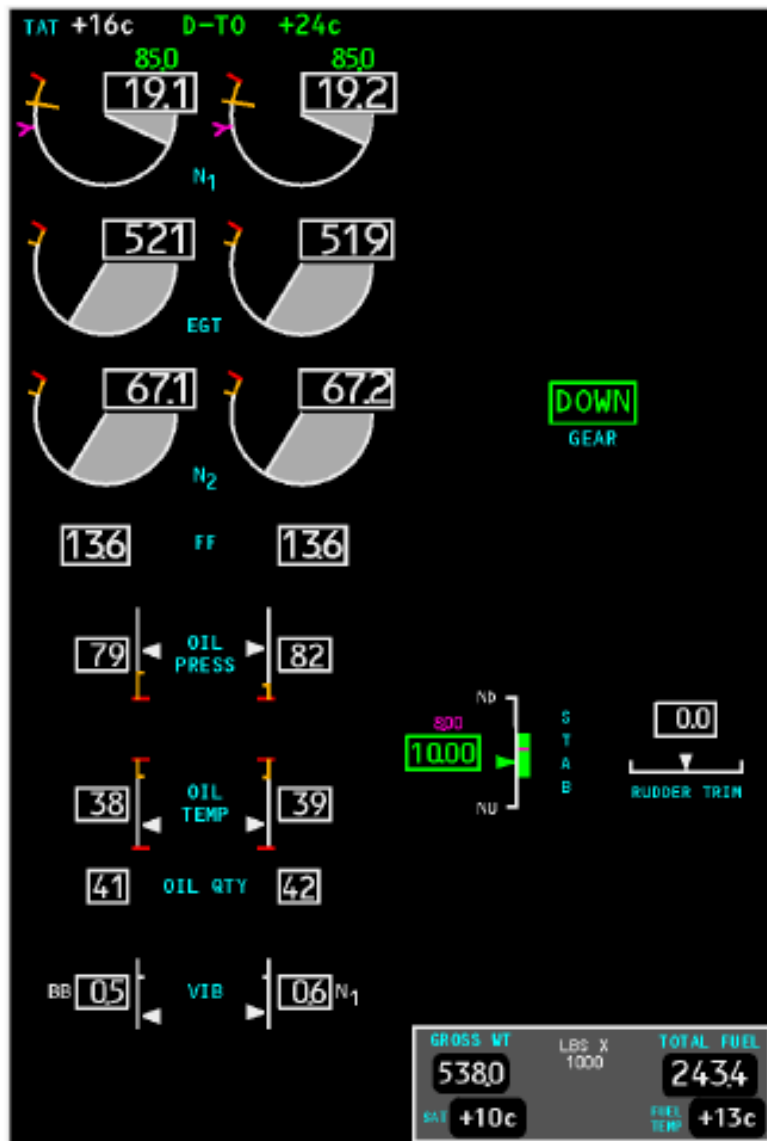 TAT +16c D-TO +24c
85.0 85.0
19.1 19.2
N1
521 519
EGT
67.1 67.2
DOWN
GEAR
N2
13.6 FF 13.6
79 OIL PRESS 82
ND
8.00
10.00
NU
STAB
0.0
RUDDER TRIM
38 OIL TEMP 39
41 OIL QTY 42
BB 0.5 VIB 0.6 N1
GROSS WT LBS X 1000 TOTAL FUEL
538.0 243.4
SAT +10c FUEL TEMP +13c